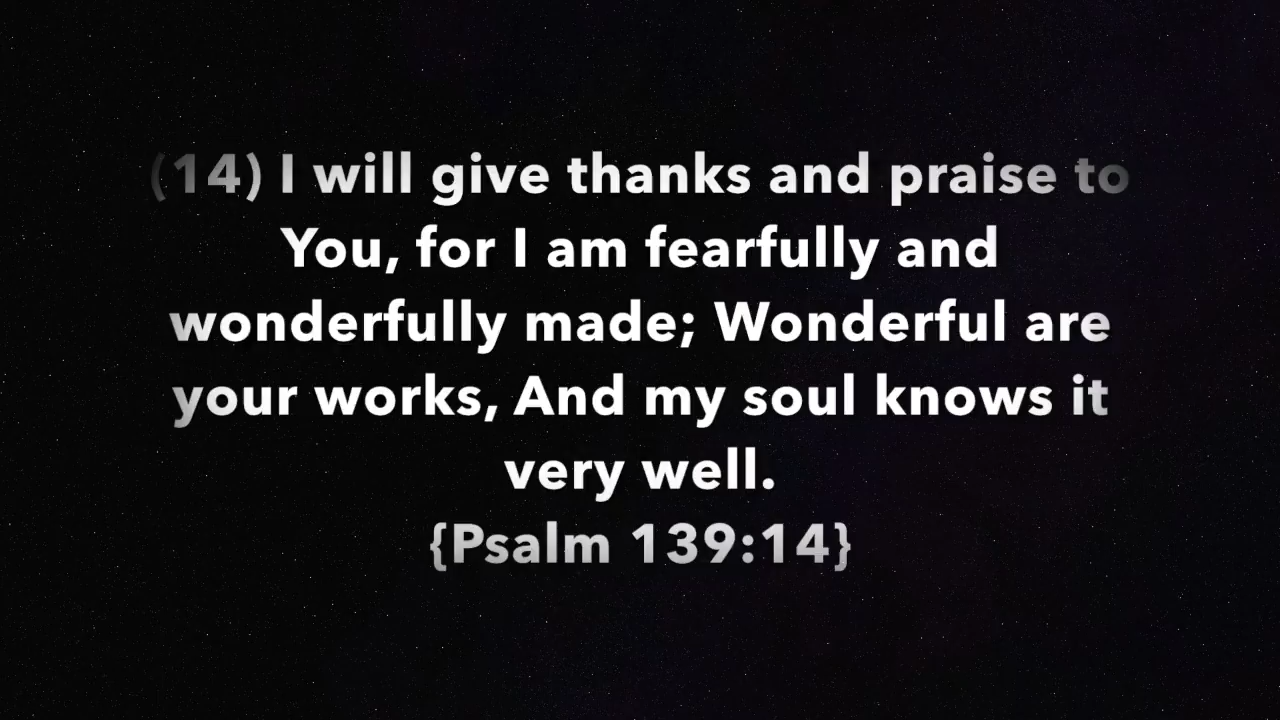 (14) I will give thanks and praise to
You, for I am fearfully and
wonderfully made; Wonderful are
your works, And my soul knows it
very well.
{Psalm 139:14}